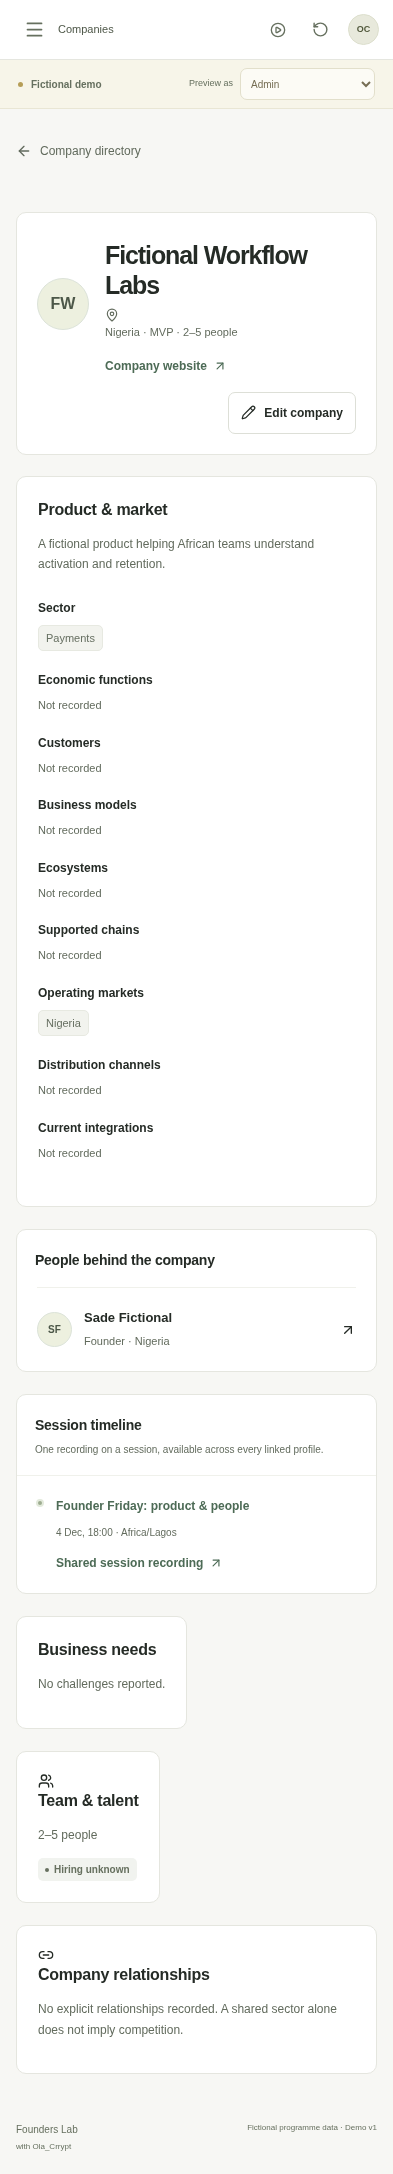 Companies
OC
Fictional demo
Preview as
Admin
Company directory
FW
Fictional Workflow
Labs
Nigeria · MVP · 2–5 people
Company website
Edit company
Product & market
A fictional product helping African teams understand
activation and retention.
Sector
Payments
Economic functions
Not recorded
Customers
Not recorded
Business models
Not recorded
Ecosystems
Not recorded
Supported chains
Not recorded
Operating markets
Nigeria
Distribution channels
Not recorded
Current integrations
Not recorded
People behind the company
SF
Sade Fictional
Founder · Nigeria
Session timeline
One recording on a session, available across every linked profile.
Founder Friday: product & people
4 Dec, 18:00 · Africa/Lagos
Shared session recording
Business needs
No challenges reported.
Team & talent
2–5 people
Hiring unknown
Company relationships
No explicit relationships recorded. A shared sector alone
does not imply competition.
Founders Lab
with Ola_Crrypt
Fictional programme data · Demo v1